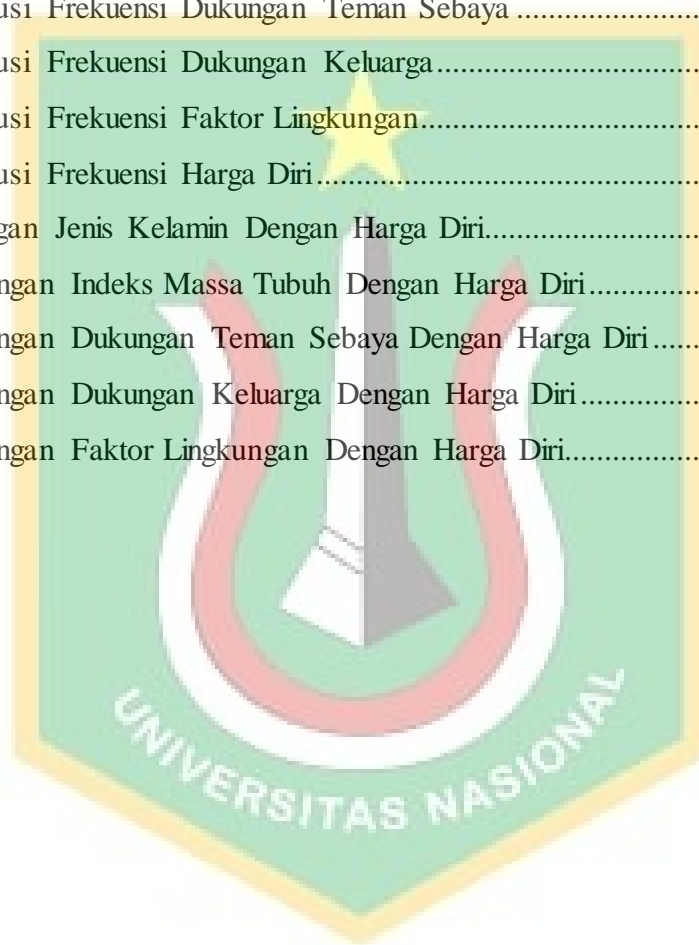 usi Frekuensi Dukungan Teman Sebaya ......................
usi Frekuensi Dukungan Keluarga ...............................
usi Frekuensi Faktor Lingkungan.................................
usi Frekuensi Harga Diri.............................................
gan Jenis Kelamin Dengan Harga Diri.........................
ngan Indeks Massa Tubuh Dengan Harga Diri .............
ngan Dukungan Teman Sebaya Dengan Harga Diri ......
ngan Dukungan Keluarga Dengan Harga Diri ..............
ngan Faktor Lingkungan Dengan Harga Diri................
UNIVERSITAS NASIONAL